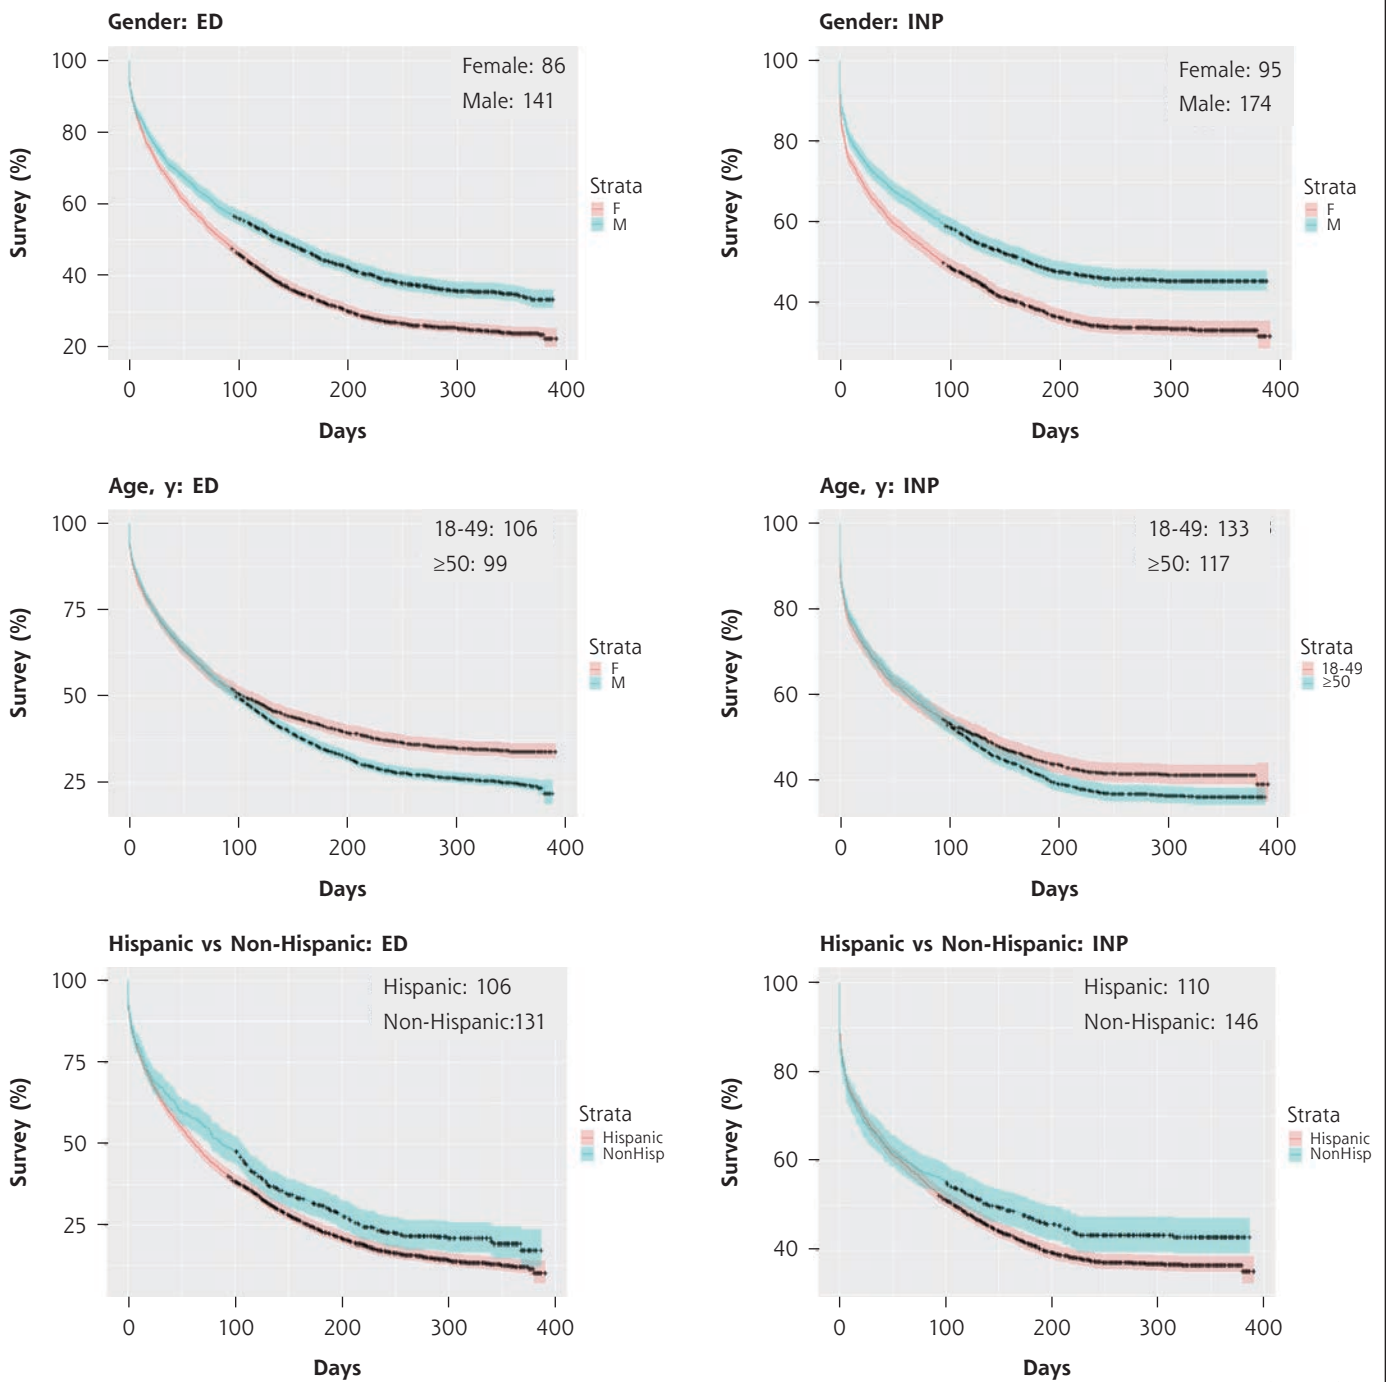 Gender: ED
100
80
60
40
20
Survey (%)
Female: 86
Male: 141
Strata
F
M
0 100 200 300 400
Days
Gender: INP
100
80
60
40
Survey (%)
Female: 95
Male: 174
Strata
F
M
0 100 200 300 400
Days
Age, y: ED
100
75
50
25
Survey (%)
18-49: 106
≥50: 99
Strata
F
M
0 100 200 300 400
Days
Age, y: INP
100
80
60
40
Survey (%)
18-49: 133
≥50: 117
Strata
18-49
≥50
0 100 200 300 400
Days
Hispanic vs Non-Hispanic: ED
100
75
50
25
Survey (%)
Hispanic: 106
Non-Hispanic:131
Strata
Hispanic
NonHisp
0 100 200 300 400
Days
Hispanic vs Non-Hispanic: INP
100
80
60
40
Survey (%)
Hispanic: 110
Non-Hispanic: 146
Strata
Hispanic
NonHisp
0 100 200 300 400
Days